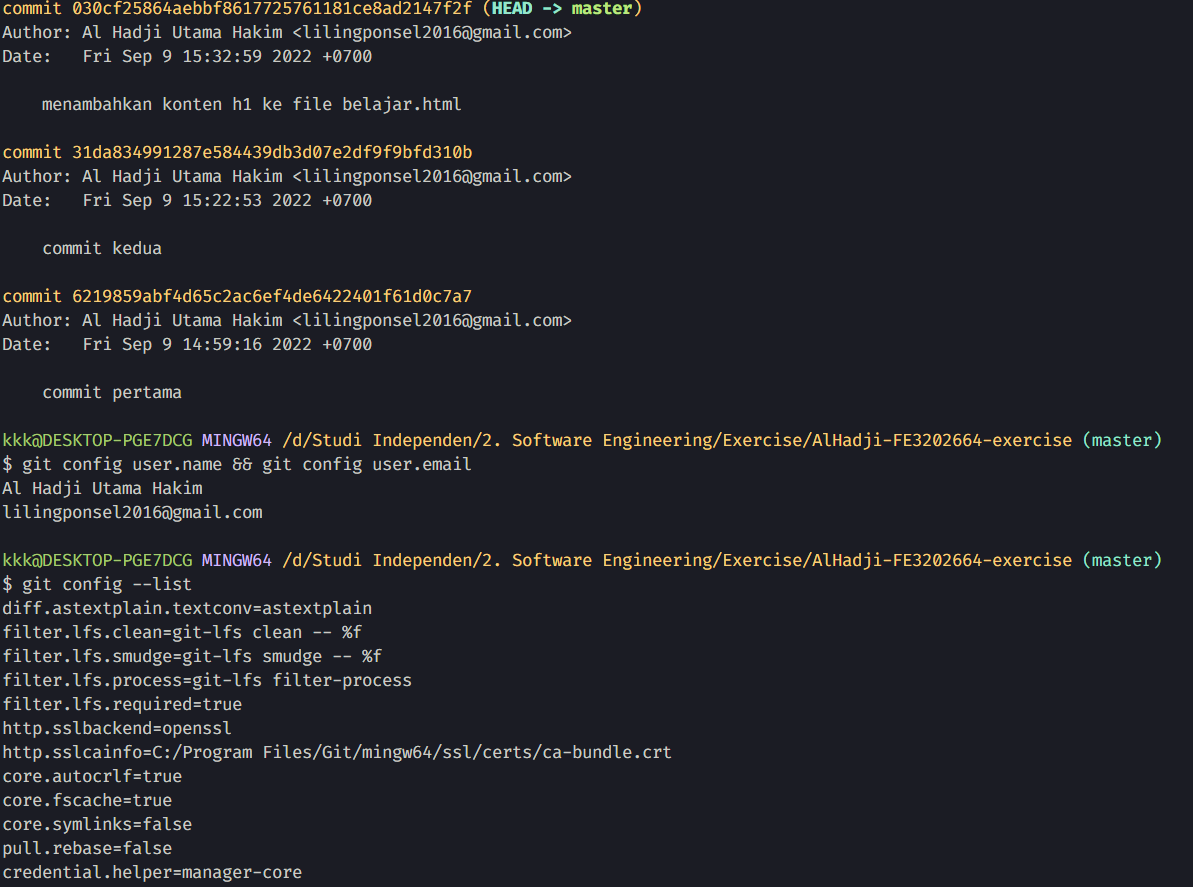 commit 030cf25864aebbf8617725761181ce8ad2147f2f (HEAD -> master)
Author: Al Hadji Utama Hakim <lilingponsel2016@gmail.com>
Date:   Fri Sep 9 15:32:59 2022 +0700

    menambahkan konten h1 ke file belajar.html

commit 31da834991287e584439db3d07e2df9f9bfd310b
Author: Al Hadji Utama Hakim <lilingponsel2016@gmail.com>
Date:   Fri Sep 9 15:22:53 2022 +0700

    commit kedua

commit 6219859abf4d65c2ac6ef4de6422401f61d0c7a7
Author: Al Hadji Utama Hakim <lilingponsel2016@gmail.com>
Date:   Fri Sep 9 14:59:16 2022 +0700

    commit pertama

kkk@DESKTOP-PGE7DCG MINGW64 /d/Studi Independen/2. Software Engineering/Exercise/AlHadji-FE3202664-exercise (master)
$ git config user.name && git config user.email
Al Hadji Utama Hakim
lilingponsel2016@gmail.com

kkk@DESKTOP-PGE7DCG MINGW64 /d/Studi Independen/2. Software Engineering/Exercise/AlHadji-FE3202664-exercise (master)
$ git config --list
diff.astextplain.textconv=astextplain
filter.lfs.clean=git-lfs clean -- %f
filter.lfs.smudge=git-lfs smudge -- %f
filter.lfs.process=git-lfs filter-process
filter.lfs.required=true
http.sslbackend=openssl
http.sslcainfo=C:/Program Files/Git/mingw64/ssl/certs/ca-bundle.crt
core.autocrlf=true
core.fscache=true
core.symlinks=false
pull.rebase=false
credential.helper=manager-core